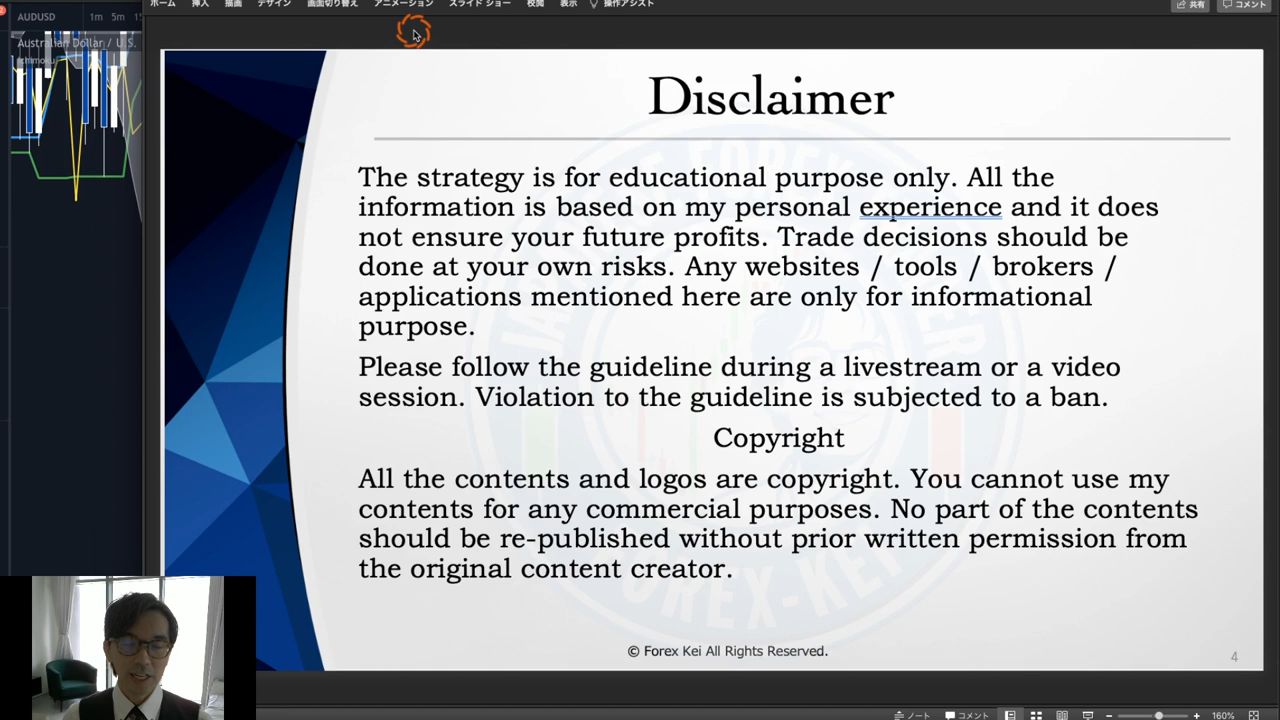 ホーム 挿入 描画 デザイン 画面切り替え アニメーション スライド ショー 校閲 表示 操作アシスト 共有 コメント
AUDUSD 1m 5m
Australian Dollar / U.S.
Disclaimer
The strategy is for educational purpose only. All the
information is based on my personal experience and it does
not ensure your future profits. Trade decisions should be
done at your own risks. Any websites / tools / brokers /
applications mentioned here are only for informational
purpose.
Please follow the guideline during a livestream or a video
session. Violation to the guideline is subjected to a ban.
Copyright
All the contents and logos are copyright. You cannot use my
contents for any commercial purposes. No part of the contents
should be re-published without prior written permission from
the original content creator.
FOREX-KEI
© Forex Kei All Rights Reserved.
4
ノート コメント 160%